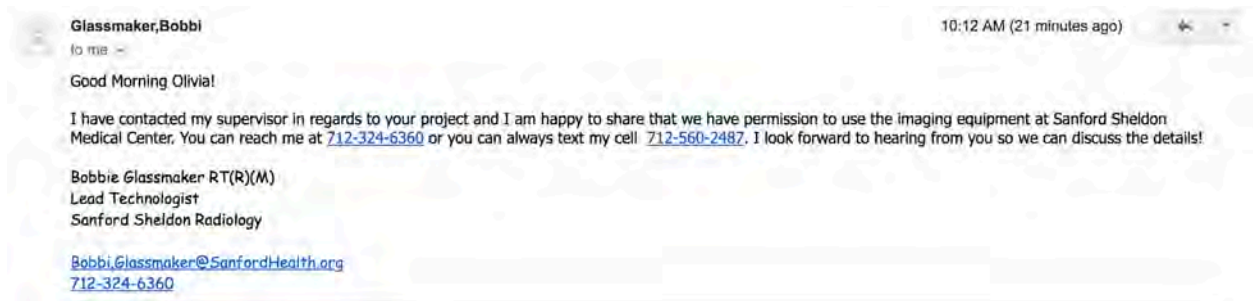 Glassmaker,Bobbi
10:12 AM (21 minutes ago)
to me
Good Morning Olivia!
I have contacted my supervisor in regards to your project and I am happy to share that we have permission to use the imaging equipment at Sanford Sheldon
Medical Center. You can reach me at 712-324-6360 or you can always text my cell 712-560-2487. I look forward to hearing from you so we can discuss the details!
Bobbie Glassmaker RT(R)(M)
Lead Technologist
Sanford Sheldon Radiology
Bobbi.Glassmaker@SanfordHealth.org
712-324-6360